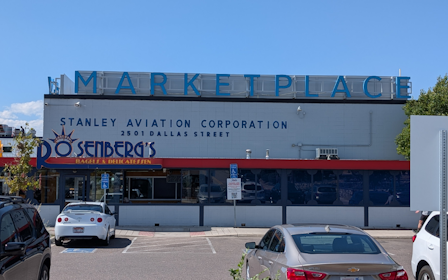 MARKETPLACE
STANLEY AVIATION CORPORATION
2501 DALLAS STREET
ROSENBERG'S
BAGELS & DELICATESSEN